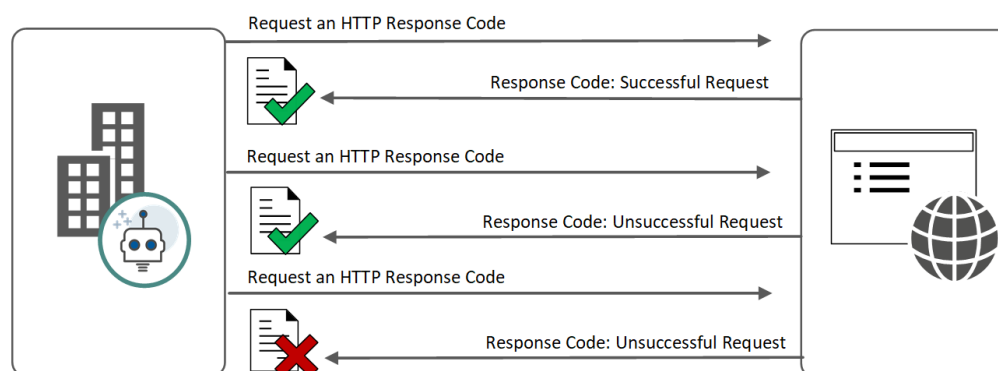 Request an HTTP Response Code
Response Code: Successful Request
Request an HTTP Response Code
Response Code: Unsuccessful Request
Request an HTTP Response Code
Response Code: Unsuccessful Request